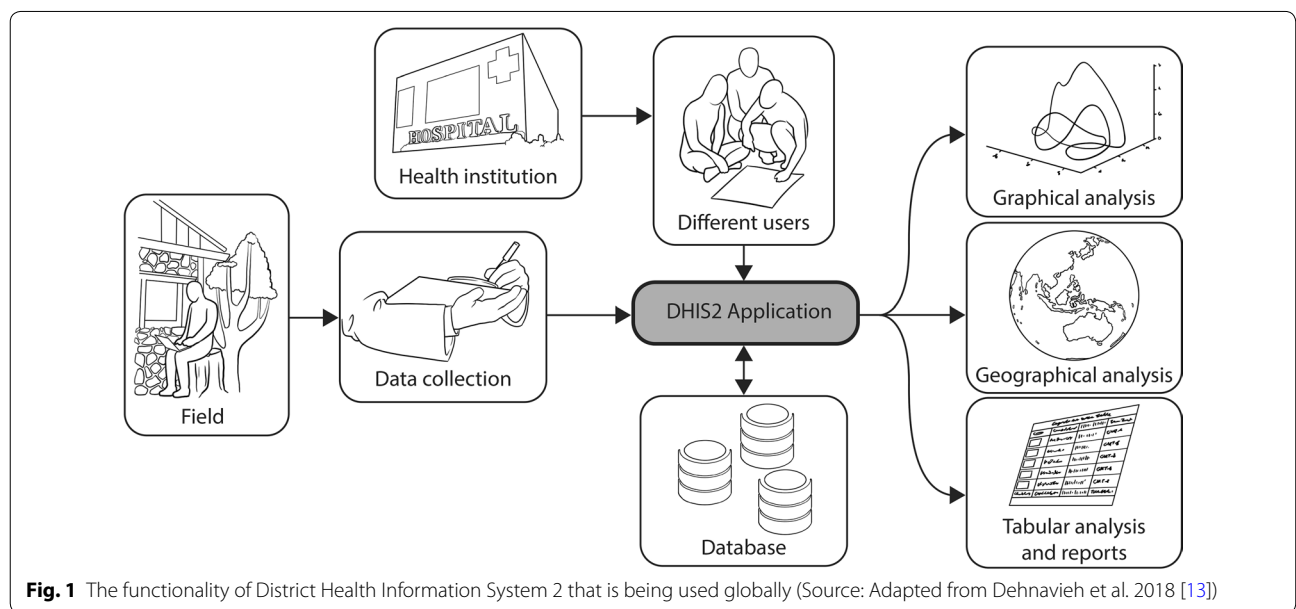 HOSPITAL
Health institution
Different users
Graphical analysis
Field
Data collection
DHIS2 Application
Geographical analysis
Database
Tabular analysis
and reports
Fig. 1 The functionality of District Health Information System 2 that is being used globally (Source: Adapted from Dehnavieh et al. 2018 [13])